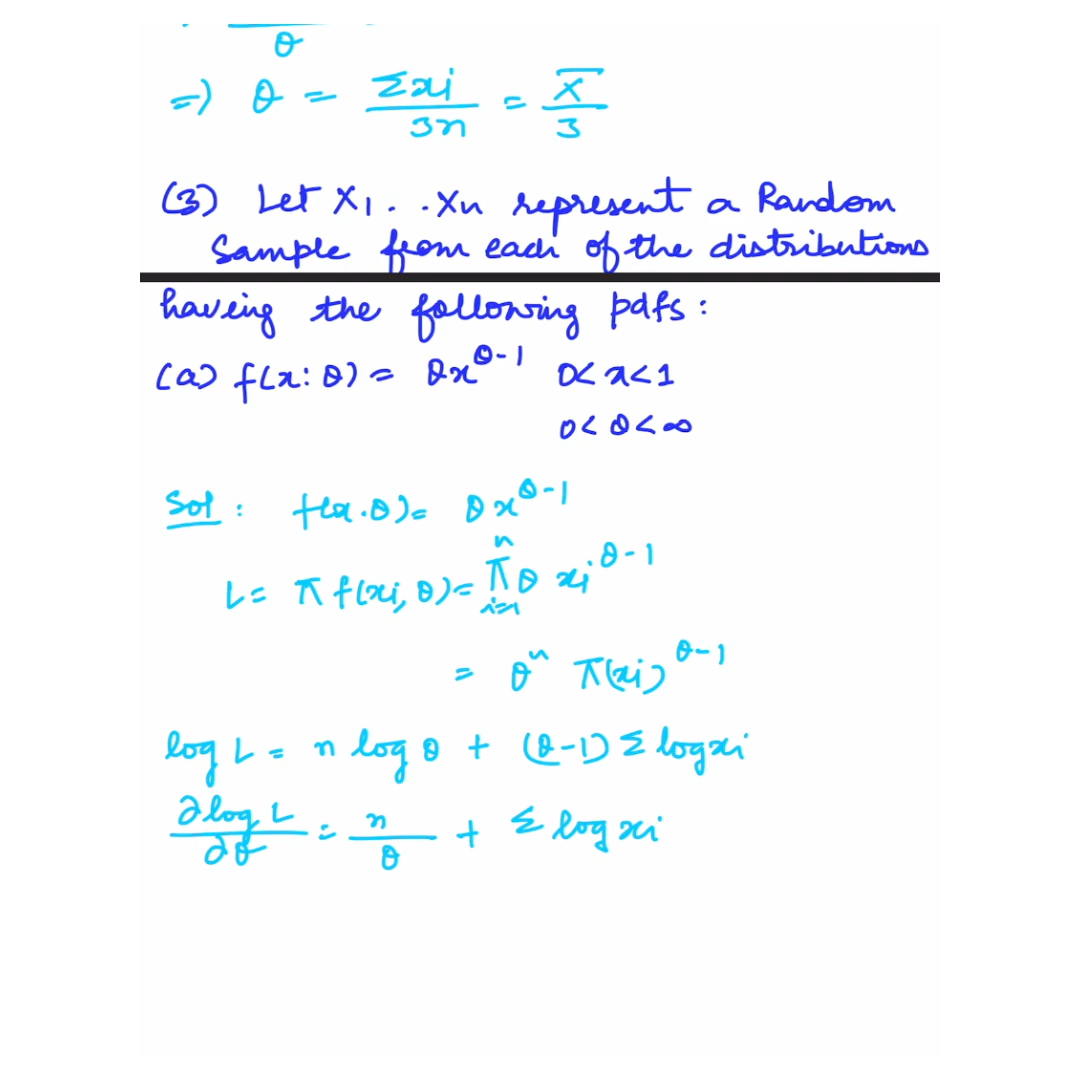 θ
=) θ = Σxi / 3n = X̄ / 3
(3) Let X1. . Xn represent a Random
Sample from each of the distributions
having the following pdfs :
(a) f(x: θ) = θx^θ-1 0< x<1
0< θ<∞
Sol : f(x.θ)= θx^θ-1
L= π f(xi, θ)= π^n_i=1 θ xi^θ-1
= θ^n π(xi)^θ-1
log L = n log θ + (θ-1) Σ log xi
∂ log L / ∂θ = n / θ + Σ log xi